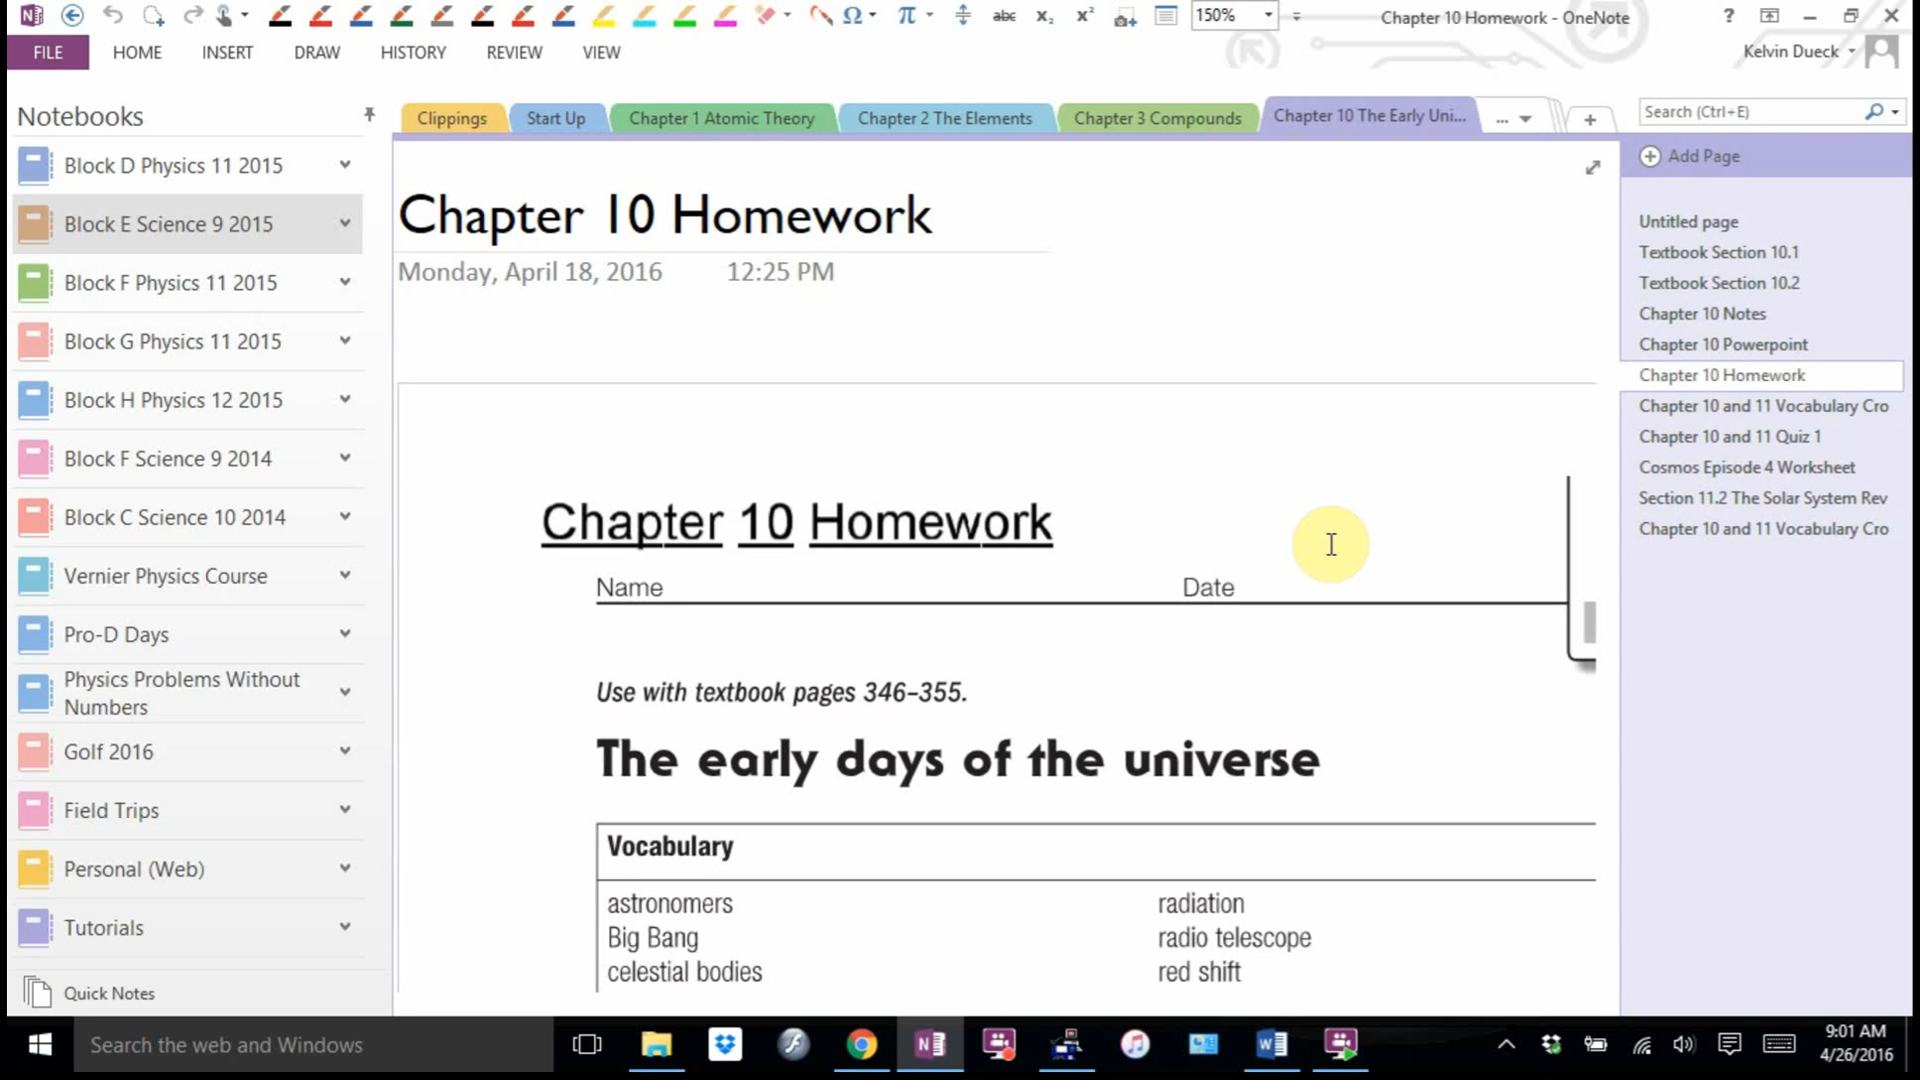 150%
Chapter 10 Homework - OneNote
FILE
HOME
INSERT
DRAW
HISTORY
REVIEW
VIEW
Kelvin Dueck
Notebooks
Block D Physics 11 2015
Block E Science 9 2015
Block F Physics 11 2015
Block G Physics 11 2015
Block H Physics 12 2015
Block F Science 9 2014
Block C Science 10 2014
Vernier Physics Course
Pro-D Days
Physics Problems Without
Numbers
Golf 2016
Field Trips
Personal (Web)
Tutorials
Quick Notes
Clippings
Start Up
Chapter 1 Atomic Theory
Chapter 2 The Elements
Chapter 3 Compounds
Chapter 10 The Early Uni...
...
Search (Ctrl+E)
Chapter 10 Homework
Monday, April 18, 2016 12:25 PM
Chapter 10 Homework
Name Date
Use with textbook pages 346–355.
The early days of the universe
Vocabulary
astronomers radiation
Big Bang radio telescope
celestial bodies red shift
Add Page
Untitled page
Textbook Section 10.1
Textbook Section 10.2
Chapter 10 Notes
Chapter 10 Powerpoint
Chapter 10 Homework
Chapter 10 and 11 Vocabulary Cro
Chapter 10 and 11 Quiz 1
Cosmos Episode 4 Worksheet
Section 11.2 The Solar System Rev
Chapter 10 and 11 Vocabulary Cro
Search the web and Windows
9:01 AM
4/26/2016